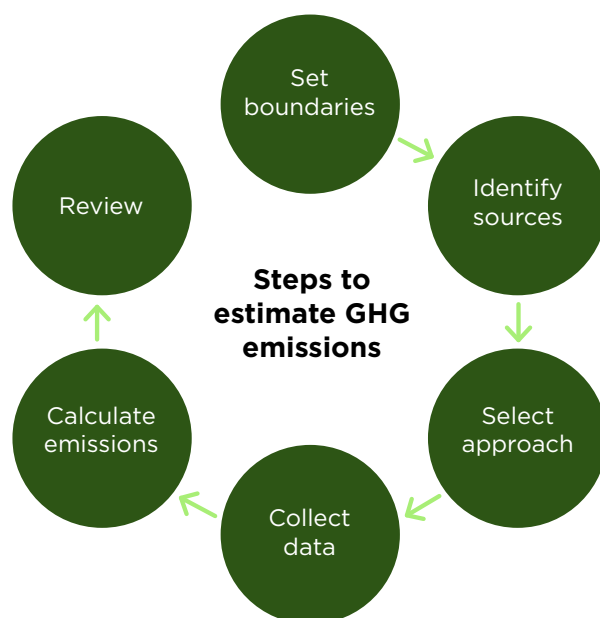 Steps to
estimate GHG
emissions
Set
boundaries
Identify
sources
Select
approach
Collect
data
Calculate
emissions
Review